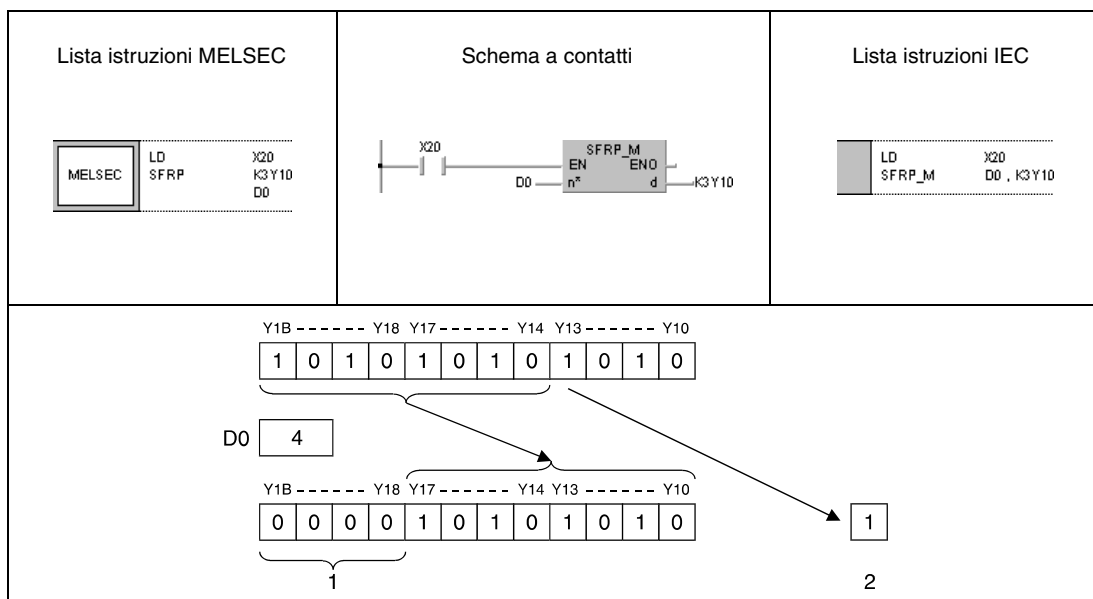 Lista istruzioni MELSEC
Schema a contatti
Lista istruzioni IEC
MELSEC
LD X20
SFRP K3Y10
D0
X20
SFRP_M
EN ENO
D0 n* d K3Y10
LD X20
SFRP_M D0 , K3Y10
Y1B ------ Y18 Y17 ------ Y14 Y13 ------ Y10
1 0 1 0 1 0 1 0 1 0 1 0
D0 4
Y1B ------ Y18 Y17 ------ Y14 Y13 ------ Y10
0 0 0 0 1 0 1 0 1 0 1 0 1
1 2